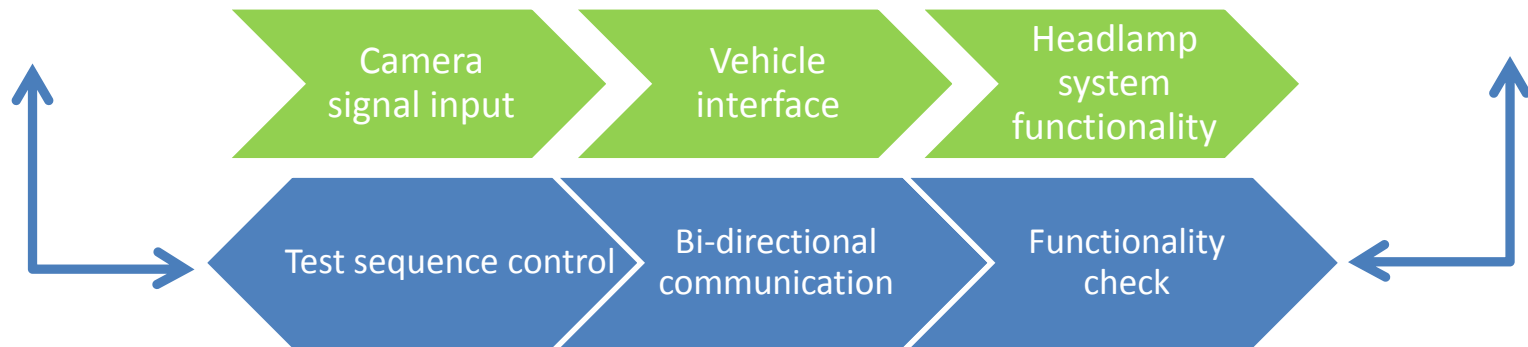 Camera
signal input
Vehicle
interface
Headlamp
system
functionality
Test sequence control
Bi-directional
communication
Functionality
check